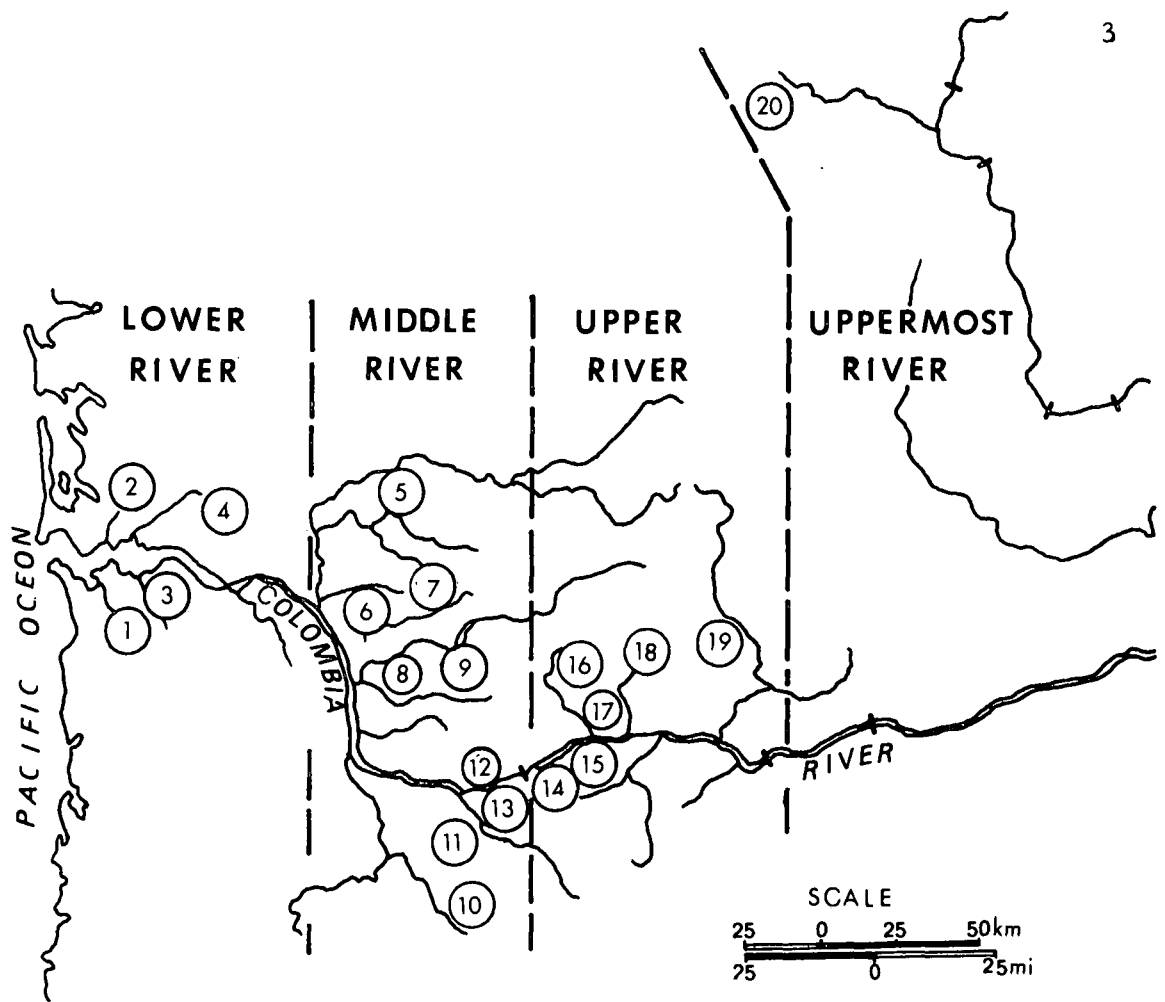 3
20
LOWER
RIVER
MIDDLE
RIVER
UPPER
RIVER
UPPERMOST
RIVER
2
4
5
PACIFIC OCEON
3
1
COLOMBIA
6
7
8
9
16
18
19
17
12
15
14
13
RIVER
11
10
SCALE
25 0 25 50km
25 0 25mi